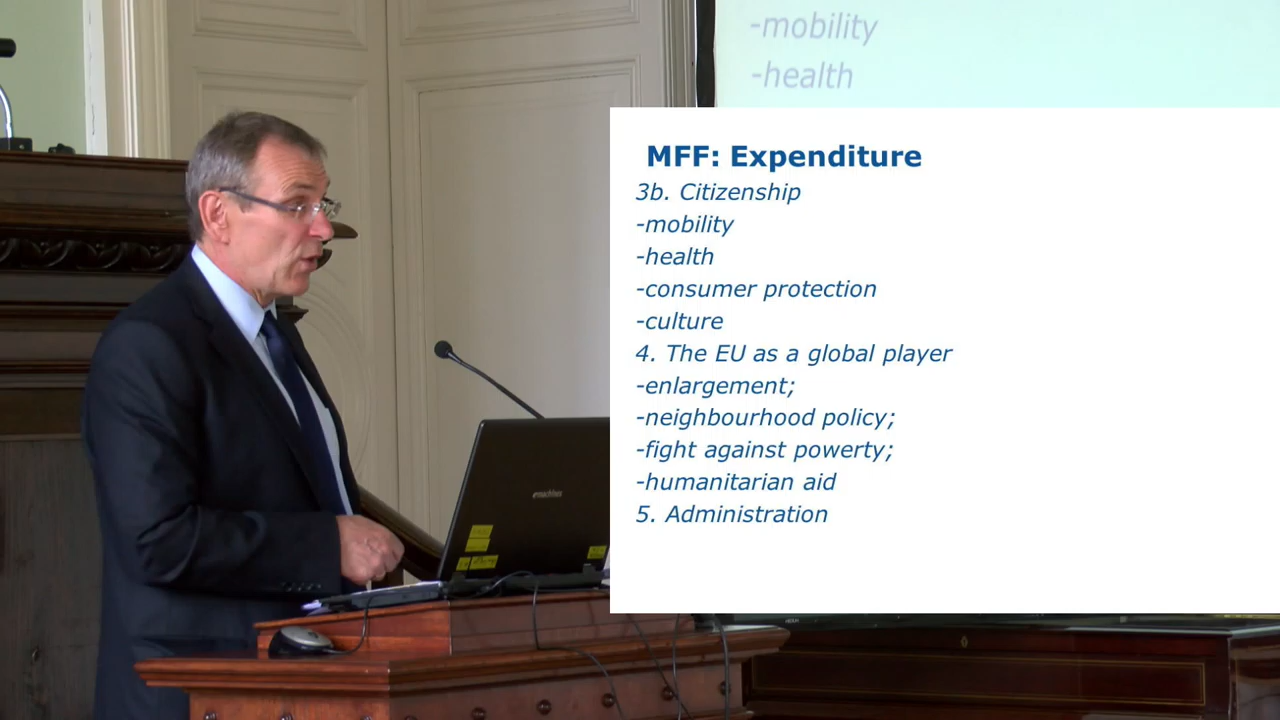 -mobility
-health
MFF: Expenditure
3b. Citizenship
-mobility
-health
-consumer protection
-culture
4. The EU as a global player
-enlargement;
-neighbourhood policy;
-fight against powerty;
-humanitarian aid
5. Administration
emachines